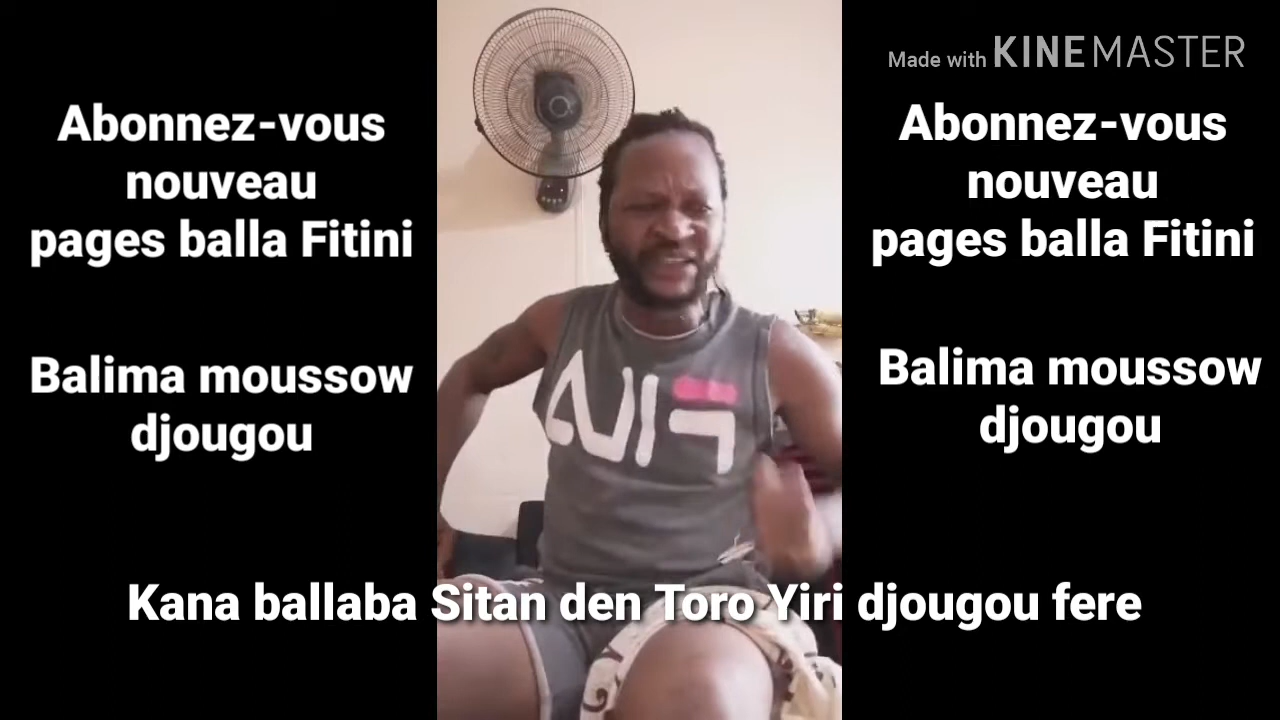 Made with KINEMASTER
Abonnez-vous
nouveau
pages balla Fitini
Balima moussow
djougou
Abonnez-vous
nouveau
pages balla Fitini
Balima moussow
djougou
Kana ballaba Sitan den Toro Yiri djougou fere